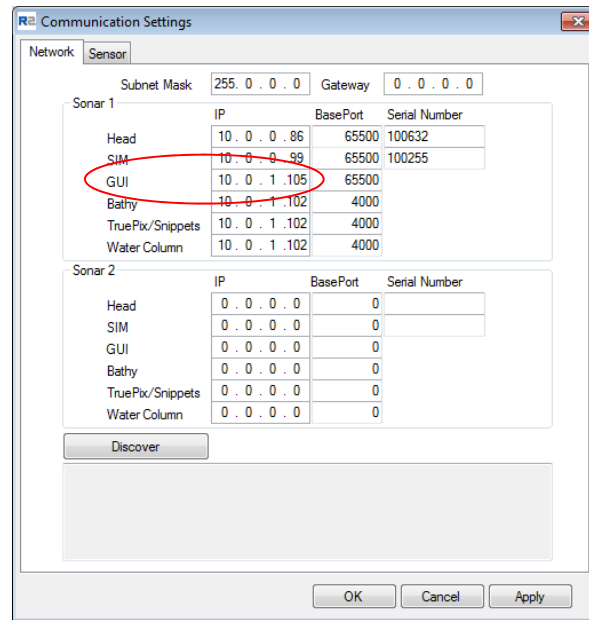 R2 Communication Settings
Network Sensor
Subnet Mask 255. 0 . 0 . 0 Gateway 0 . 0 . 0 . 0
Sonar 1
IP BasePort Serial Number
Head 10 . 0 . 0 . 86 65500 100632
SIM 10 . 0 . 0 . 99 65500 100255
GUI 10 . 0 . 1 .105 65500
Bathy 10 . 0 . 1 .102 4000
TruePix/Snippets 10 . 0 . 1 .102 4000
Water Column 10 . 0 . 1 .102 4000
Sonar 2
IP BasePort Serial Number
Head 0 . 0 . 0 . 0 0
SIM 0 . 0 . 0 . 0 0
GUI 0 . 0 . 0 . 0 0
Bathy 0 . 0 . 0 . 0 0
TruePix/Snippets 0 . 0 . 0 . 0 0
Water Column 0 . 0 . 0 . 0 0
Discover
OK Cancel Apply